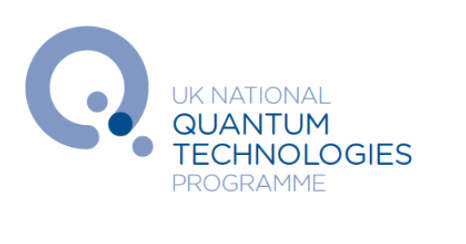 UK NATIONAL
QUANTUM
TECHNOLOGIES
PROGRAMME